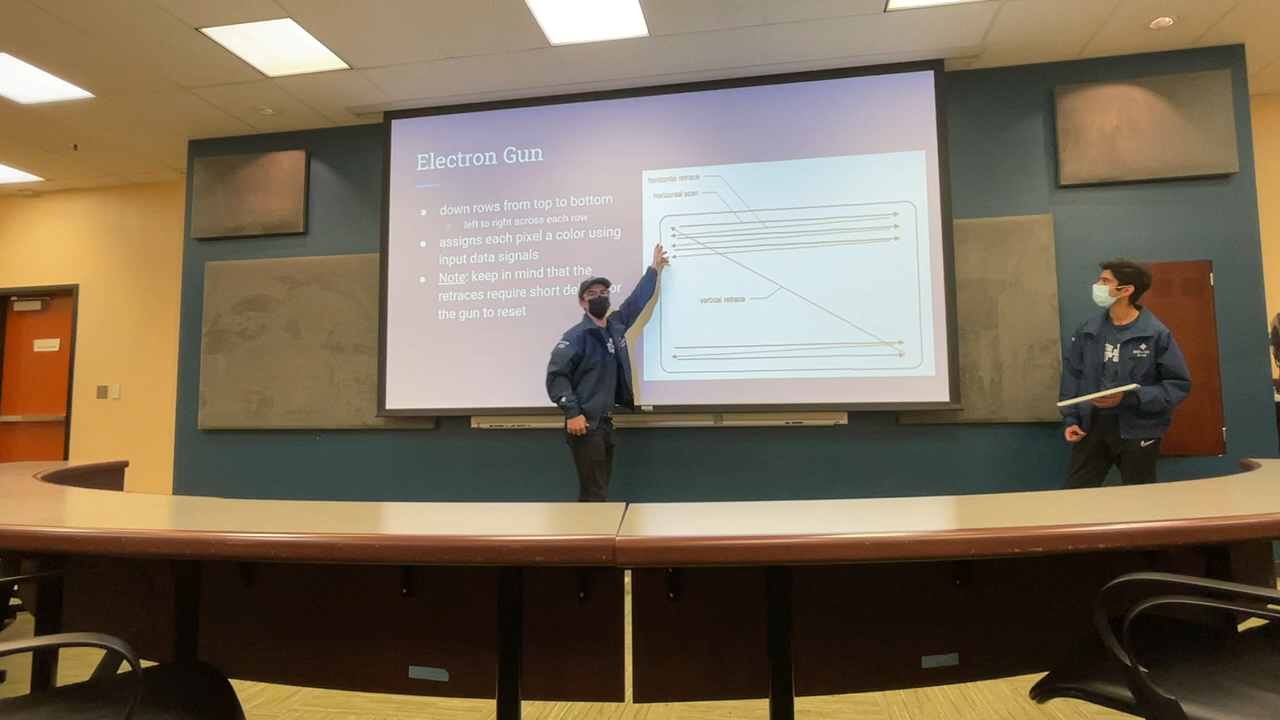 Electron Gun
down rows from top to bottom
left to right across each row
assigns each pixel a color using
input data signals
Note: keep in mind that the
retraces require short
the gun to reset
horizontal retrace
horizontal scan
vertical retrace